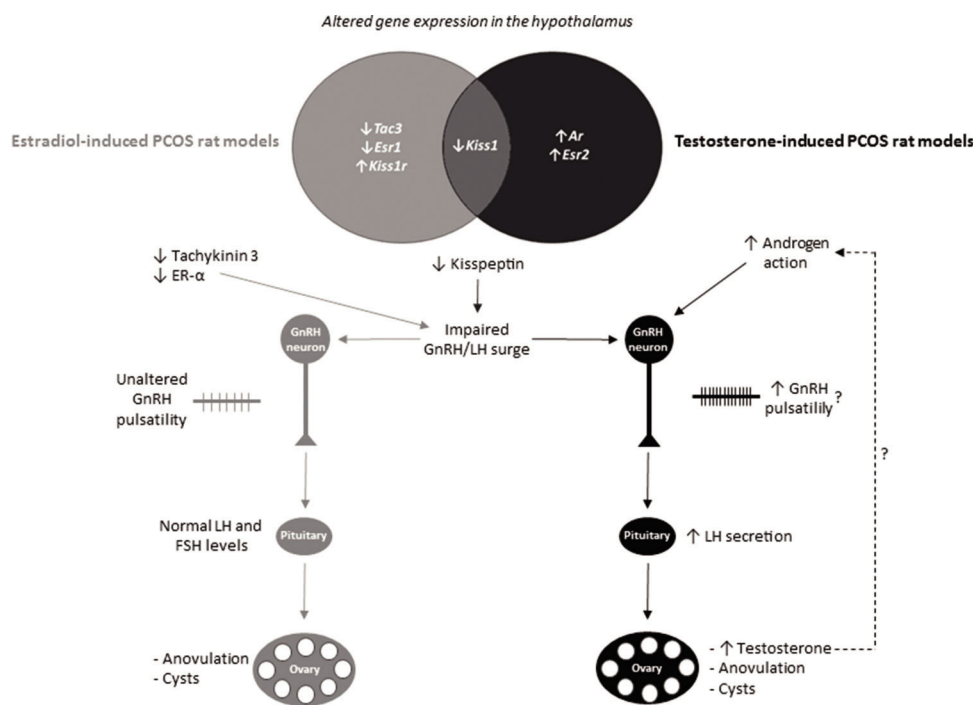 Altered gene expression in the hypothalamus
Estradiol-induced PCOS rat models
↓ Tac3
↓ Esr1
↑ Kiss1r
↓ Kiss1
↑ Ar
↑ Esr2
Testosterone-induced PCOS rat models
↓ Tachykinin 3
↓ ER-α
↓ Kisspeptin
↑ Androgen
action
GnRH
neuron
Impaired
GnRH/LH surge
GnRH
neuron
Unaltered
GnRH
pulsatility
↑ GnRH
pulsatilily
?
?
Normal LH and
FSH levels
Pituitary
Pituitary
↑ LH secretion
- Anovulation
- Cysts
Ovary
Ovary
- ↑ Testosterone
- Anovulation
- Cysts